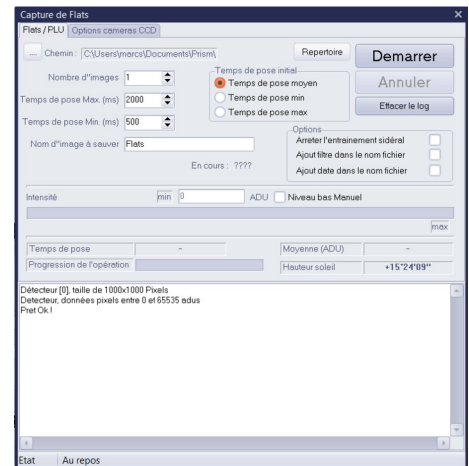 Capture de Flats
Flats / PLU Options cameras CCD
... Chemin : C:\Users\marcs\Documents\Prism\ Repertoire Demarrer
Nombre d"images 1 Temps de pose initial Annuler
Temps de pose moyen
Temps de pose Max. (ms) 2000 Temps de pose min Effacer le log
Temps de pose max
Temps de pose Min. (ms) 500
Options
Nom d"image à sauver Flats Arreter l'entrainement sidéral
Ajout filtre dans le nom fichier
En cours : ???? Ajout date dans le nom fichier
Intensité min 0 ADU Niveau bas Manuel
max
Temps de pose - Moyenne (ADU) -
Progression de l'opération Hauteur soleil +15°24'09"
Détecteur [0], taille de 1000x1000 Pixels
Detecteur, données pixels entre 0 et 65535 adus
Pret Ok !
Etat Au repos